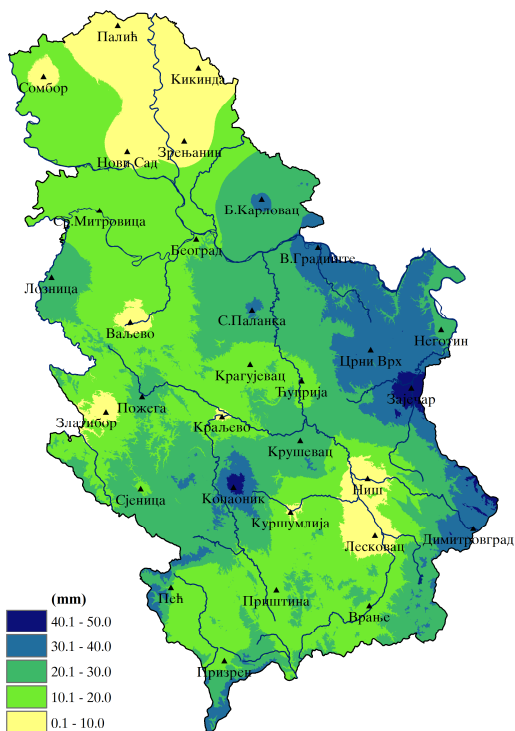 Палић
Кикинда
Сомбор
Зрењанин
Нови Сад
Б.Карловац
Ср.Митровица
Београд
В.Градиште
Лозница
С.Паланка
Ваљево
Неготин
Црни Врх
Крагујевац
Ћуприја
Зајечар
Пожега
Златибор
Краљево
Крушевац
Ниш
Копаоник
Сјеница
Куршумлија
Димитровград
Лесковац
Пећ
Приштина
Врање
Призрен
(mm)
40.1 - 50.0
30.1 - 40.0
20.1 - 30.0
10.1 - 20.0
0.1 - 10.0